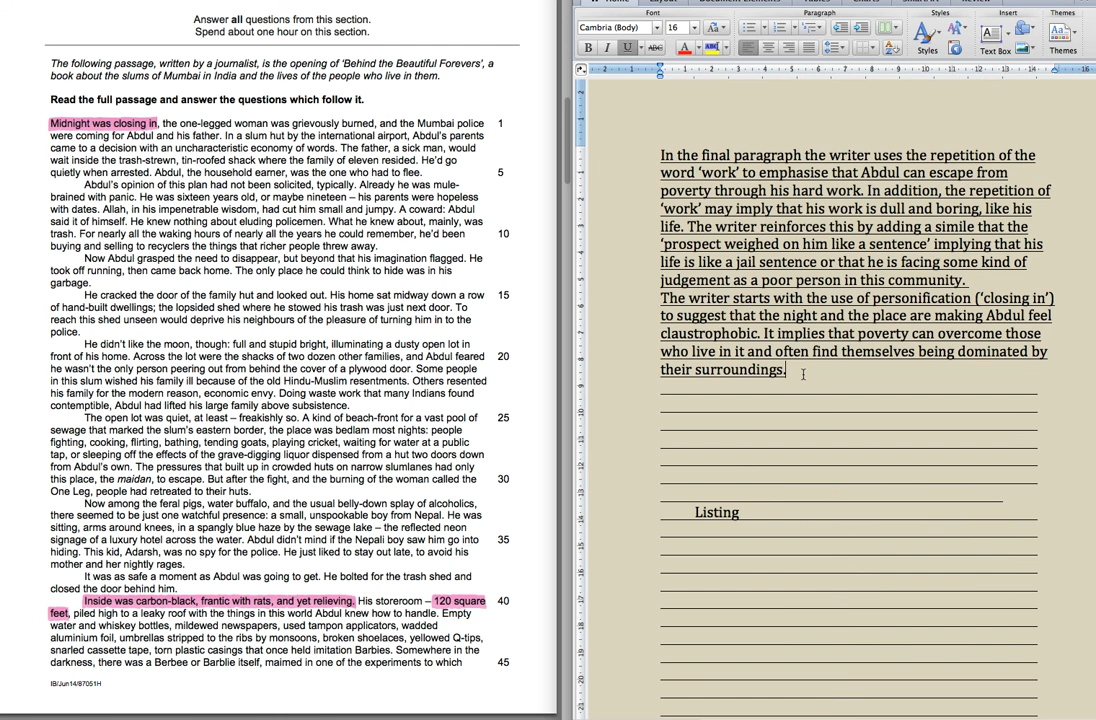 Answer all questions from this section.
Spend about one hour on this section.
The following passage, written by a journalist, is the opening of ‘Behind the Beautiful Forevers’, a
book about the slums of Mumbai in India and the lives of the people who live in them.
Read the full passage and answer the questions which follow it.
Midnight was closing in, the one-legged woman was grievously burned, and the Mumbai police 1
were coming for Abdul and his father. In a slum hut by the international airport, Abdul’s parents
came to a decision with an uncharacteristic economy of words. The father, a sick man, would
wait inside the trash-strewn, tin-roofed shack where the family of eleven resided. He’d go
quietly when arrested. Abdul, the household earner, was the one who had to flee. 5
Abdul’s opinion of this plan had not been solicited, typically. Already he was mule-
brained with panic. He was sixteen years old, or maybe nineteen – his parents were hopeless
with dates. Allah, in his impenetrable wisdom, had cut him small and jumpy. A coward: Abdul
said it of himself. He knew nothing about eluding policemen. What he knew about, mainly, was
trash. For nearly all the waking hours of nearly all the years he could remember, he’d been 10
buying and selling to recyclers the things that richer people threw away.
Now Abdul grasped the need to disappear, but beyond that his imagination flagged. He
took off running, then came back home. The only place he could think to hide was in his
garbage.
He cracked the door of the family hut and looked out. His home sat midway down a row 15
of hand-built dwellings; the lopsided shed where he stowed his trash was just next door. To
reach this shed unseen would deprive his neighbours of the pleasure of turning him in to the
police.
He didn’t like the moon, though: full and stupid bright, illuminating a dusty open lot in
front of his home. Across the lot were the shacks of two dozen other families, and Abdul feared 20
he wasn’t the only person peering out from behind the cover of a plywood door. Some people
in this slum wished his family ill because of the old Hindu-Muslim resentments. Others resented
his family for the modern reason, economic envy. Doing waste work that many Indians found
contemptible, Abdul had lifted his large family above subsistence.
The open lot was quiet, at least – freakishly so. A kind of beach-front for a vast pool of 25
sewage that marked the slum’s eastern border, the place was bedlam most nights: people
fighting, cooking, flirting, bathing, tending goats, playing cricket, waiting for water at a public
tap, or sleeping off the effects of the grave-digging liquor dispensed from a hut two doors down
from Abdul’s own. The pressures that built up in crowded huts on narrow slumlanes had only
this place, the maidan, to escape. But after the fight, and the burning of the woman called the 30
One Leg, people had retreated to their huts.
Now among the feral pigs, water buffalo, and the usual belly-down splay of alcoholics,
there seemed to be just one watchful presence: a small, unspookable boy from Nepal. He was
sitting, arms around knees, in a spangly blue haze by the sewage lake – the reflected neon
signage of a luxury hotel across the water. Abdul didn’t mind if the Nepali boy saw him go into 35
hiding. This kid, Adarsh, was no spy for the police. He just liked to stay out late, to avoid his
mother and her nightly rages.
It was as safe a moment as Abdul was going to get. He bolted for the trash shed and
closed the door behind him.
Inside was carbon-black, frantic with rats, and yet relieving. His storeroom – 120 square 40
feet, piled high to a leaky roof with the things in this world Abdul knew how to handle. Empty
water and whiskey bottles, mildewed newspapers, used tampon applicators, wadded
aluminium foil, umbrellas stripped to the ribs by monsoons, broken shoelaces, yellowed Q-tips,
snarled cassette tape, torn plastic casings that once held imitation Barbies. Somewhere in the
darkness, there was a Berbee or Barblie itself, maimed in one of the experiments to which 45
IB/Jun14/87051H
Font Paragraph Styles Insert Themes
Cambria (Body) 16 Aa
B I U ABC A ABC A Styles Text Box Themes
2 1 1 2 3 4 5 6 7 8 9 10 11 12 13 14 16
In the final paragraph the writer uses the repetition of the
word ‘work’ to emphasise that Abdul can escape from
poverty through his hard work. In addition, the repetition of
‘work’ may imply that his work is dull and boring, like his
life. The writer reinforces this by adding a simile that the
‘prospect weighed on him like a sentence’ implying that his
life is like a jail sentence or that he is facing some kind of
judgement as a poor person in this community.
The writer starts with the use of personification (‘closing in’)
to suggest that the night and the place are making Abdul feel
claustrophobic. It implies that poverty can overcome those
who live in it and often find themselves being dominated by
their surroundings.
Listing